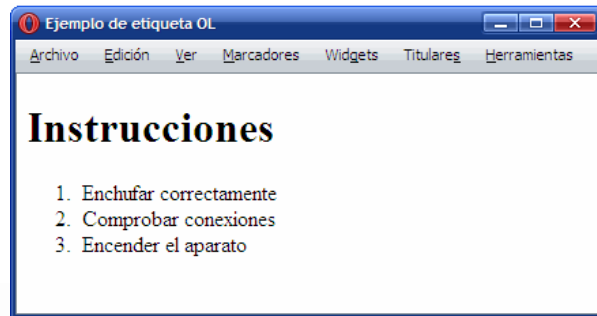 Ejemplo de etiqueta OL
Archivo Edición Ver Marcadores Widgets Titulares Herramientas
Instrucciones
1. Enchufar correctamente
2. Comprobar conexiones
3. Encender el aparato